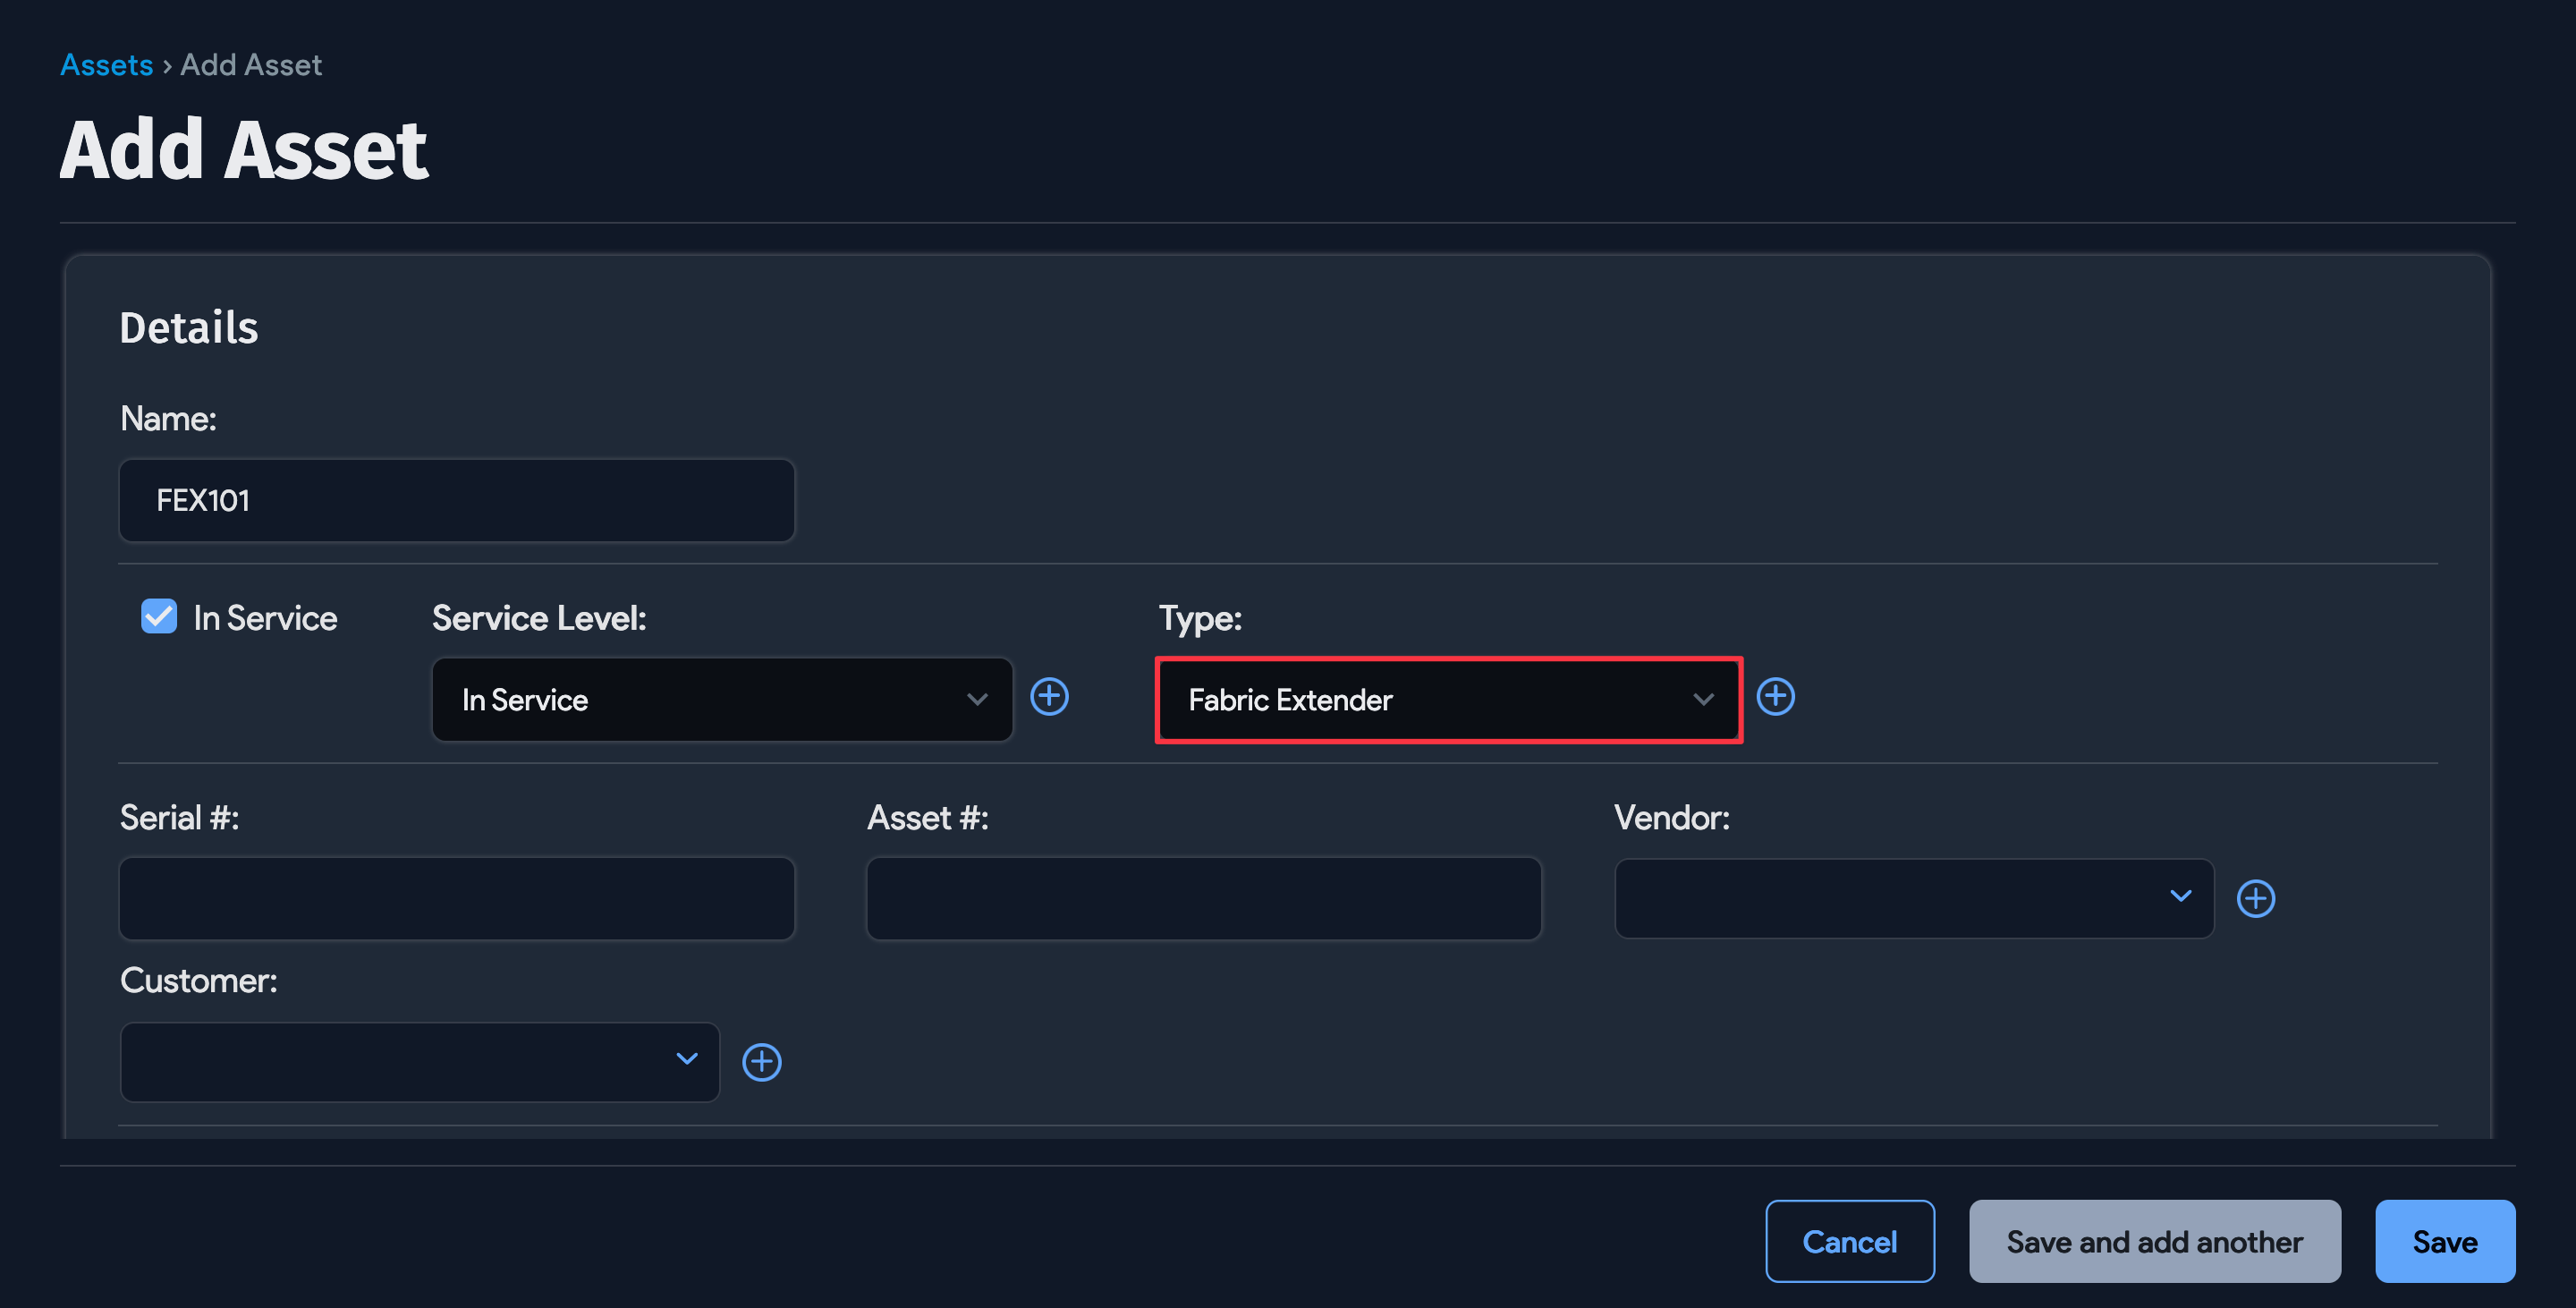 Assets › Add Asset
Add Asset
Details
Name:
FEX101
In Service
Service Level:
Type:
In Service
Fabric Extender
Serial #:
Asset #:
Vendor:
Customer:
Cancel
Save and add another
Save